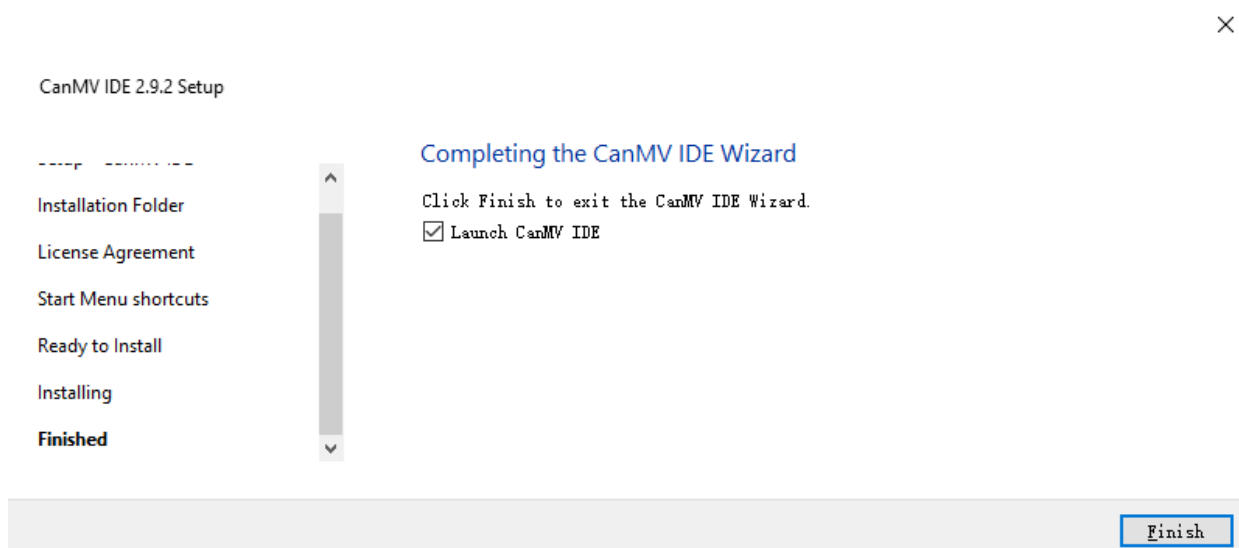 CanMV IDE 2.9.2 Setup
Installation Folder
License Agreement
Start Menu shortcuts
Ready to Install
Installing
Finished
Completing the CanMV IDE Wizard
Click Finish to exit the CanMV IDE Wizard.
Launch CanMV IDE
Finish